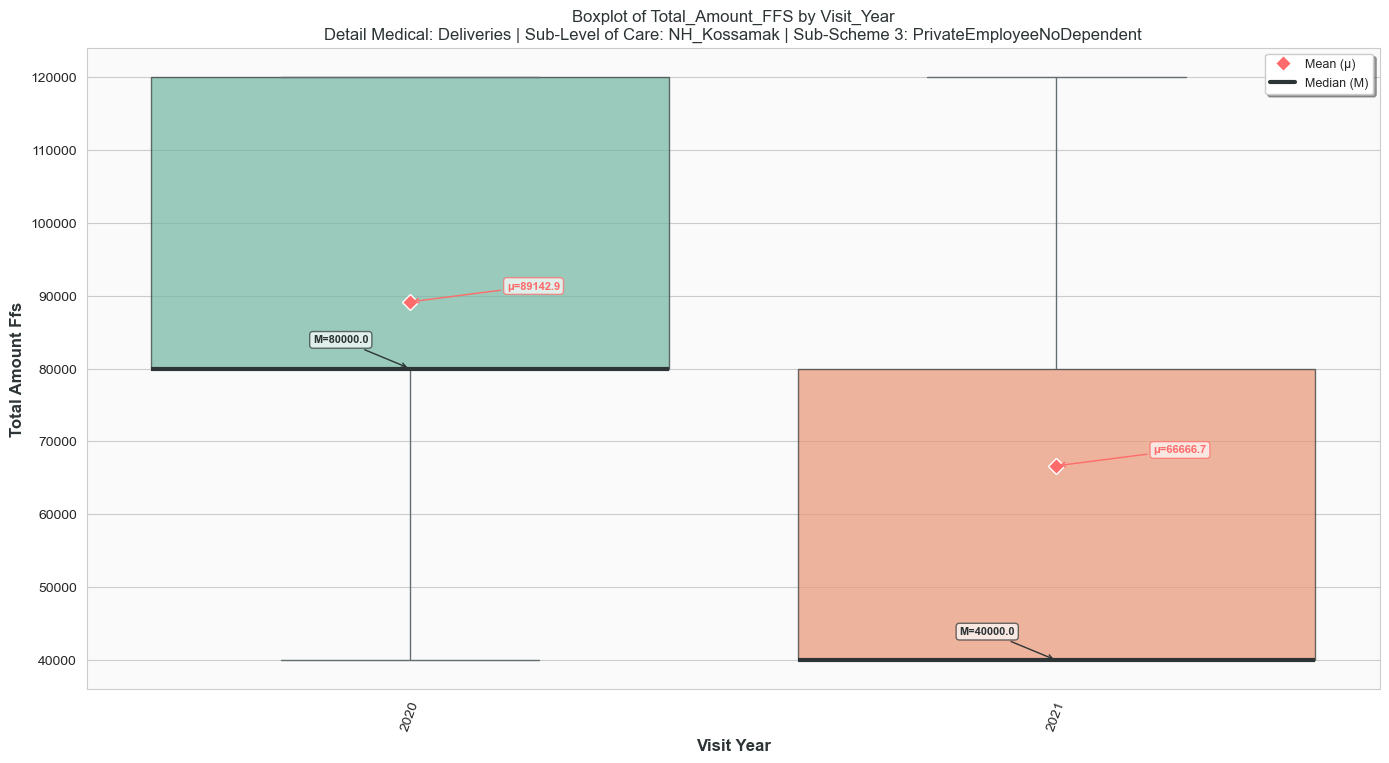 Boxplot of Total_Amount_FFS by Visit_Year
Detail Medical: Deliveries | Sub-Level of Care: NH_Kossamak | Sub-Scheme 3: PrivateEmployeeNoDependent
Mean (μ)
Median (M)
Total Amount Ffs
120000
110000
100000
90000
80000
70000
60000
50000
40000
μ=89142.9
M=80000.0
μ=66666.7
M=40000.0
2020
2021
Visit Year